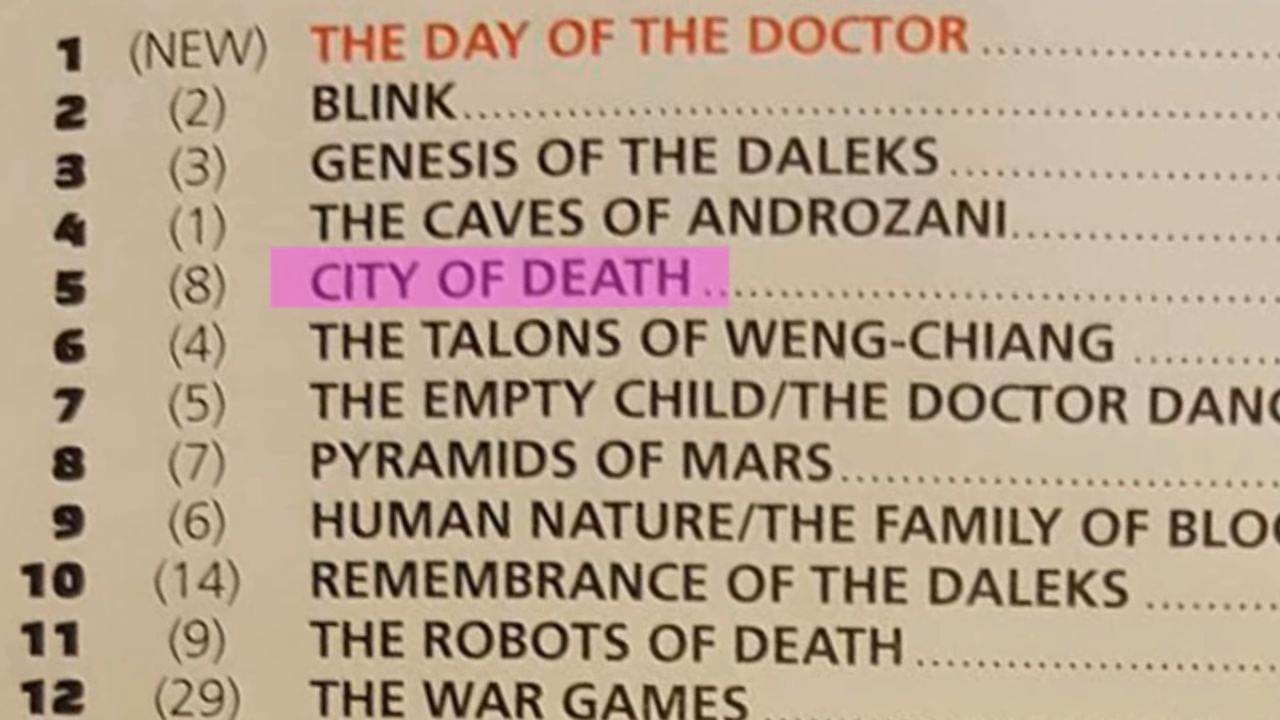 1 (NEW) THE DAY OF THE DOCTOR
2 (2) BLINK
3 (3) GENESIS OF THE DALEKS
4 (1) THE CAVES OF ANDROZANI
5 (8) CITY OF DEATH
6 (4) THE TALONS OF WENG-CHIANG
7 (5) THE EMPTY CHILD/THE DOCTOR DANC
8 (7) PYRAMIDS OF MARS
9 (6) HUMAN NATURE/THE FAMILY OF BLOO
10 (14) REMEMBRANCE OF THE DALEKS
11 (9) THE ROBOTS OF DEATH
12 (29) THE WAR GAMES